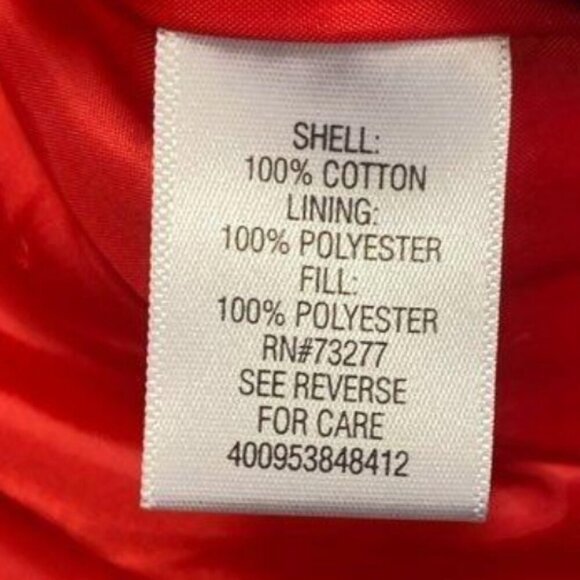 SHELL:
100% COTTON
LINING:
100% POLYESTER
FILL:
100% POLYESTER
RN#73277
SEE REVERSE
FOR CARE
400953848412